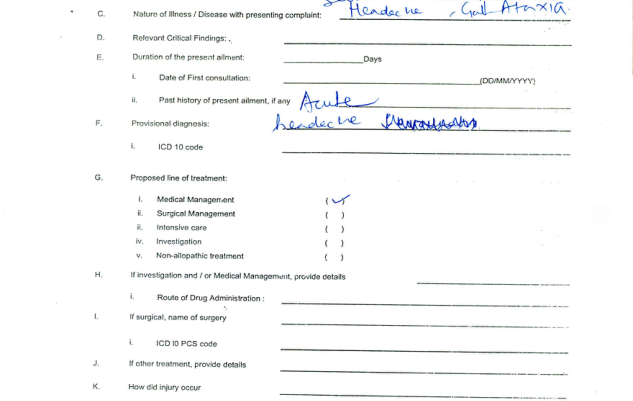 C. Nature of Illness / Disease with presenting complaint: Headache, Gait Ataxia.
D. Relevant Critical Findings:
E. Duration of the present ailment: Days
i. Date of First consultation: (DD/MM/YYYY)
ii. Past history of present ailment, if any Acute
F. Provisional diagnosis: headache
i. ICD 10 code
G. Proposed line of treatment:
i. Medical Management (✓)
ii. Surgical Management ( )
ii. Intensive care ( )
iv. Investigation ( )
v. Non-allopathic treatment ( )
H. If investigation and / or Medical Management, provide details
i. Route of Drug Administration :
I. If surgical, name of surgery
i. ICD I0 PCS code
J. If other treatment, provide details
K. How did injury occur